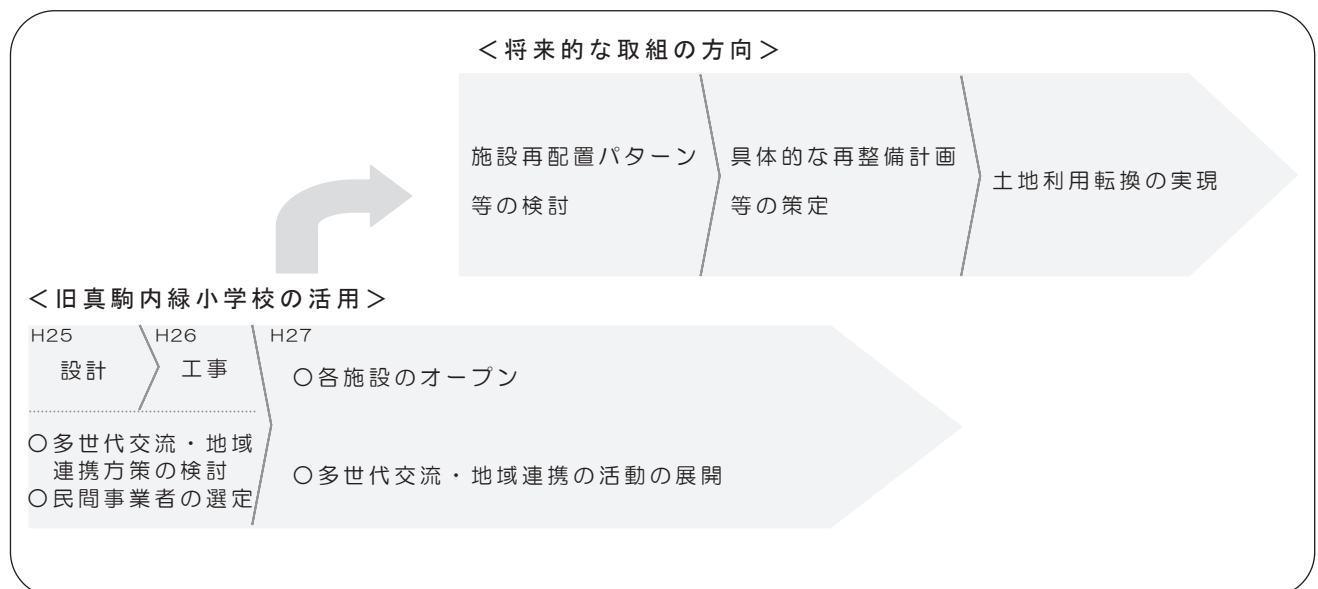 ＜将来的な取組の方向＞
施設再配置パターン
等の検討
具体的な再整備計画
等の策定
土地利用転換の実現
＜旧真駒内緑小学校の活用＞
H25
設計
H26
工事
〇多世代交流・地域
連携方策の検討
〇民間事業者の選定
H27
〇各施設のオープン
〇多世代交流・地域連携の活動の展開